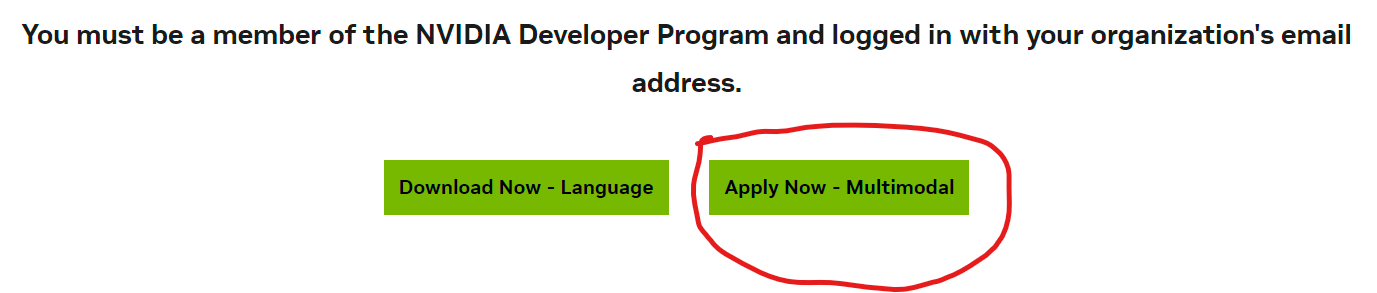 You must be a member of the NVIDIA Developer Program and logged in with your organization's email
address.
Download Now - Language
Apply Now - Multimodal